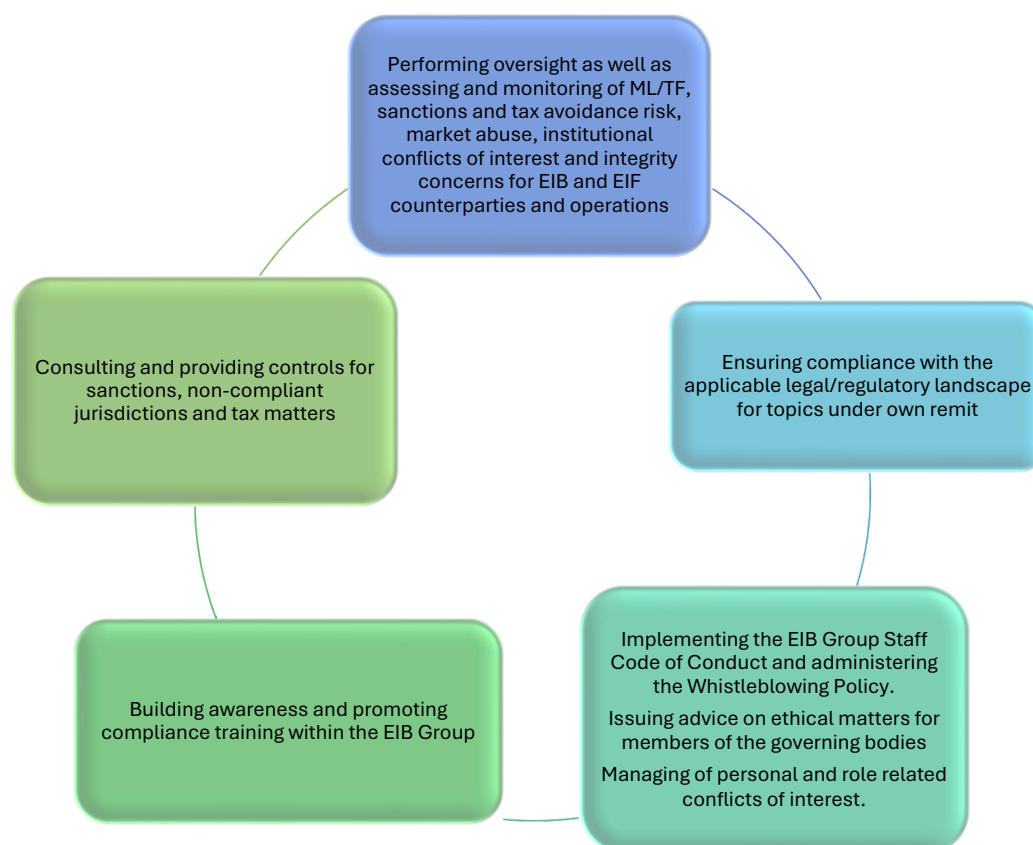 Performing oversight as well as
assessing and monitoring of ML/TF,
sanctions and tax avoidance risk,
market abuse, institutional
conflicts of interest and integrity
concerns for EIB and EIF
counterparties and operations
Ensuring compliance with the
applicable legal/regulatory landscape
for topics under own remit
Implementing the EIB Group Staff
Code of Conduct and administering
the Whistleblowing Policy.
Issuing advice on ethical matters for
members of the governing bodies
Managing of personal and role related
conflicts of interest.
Building awareness and promoting
compliance training within the EIB Group
Consulting and providing controls for
sanctions, non-compliant
jurisdictions and tax matters